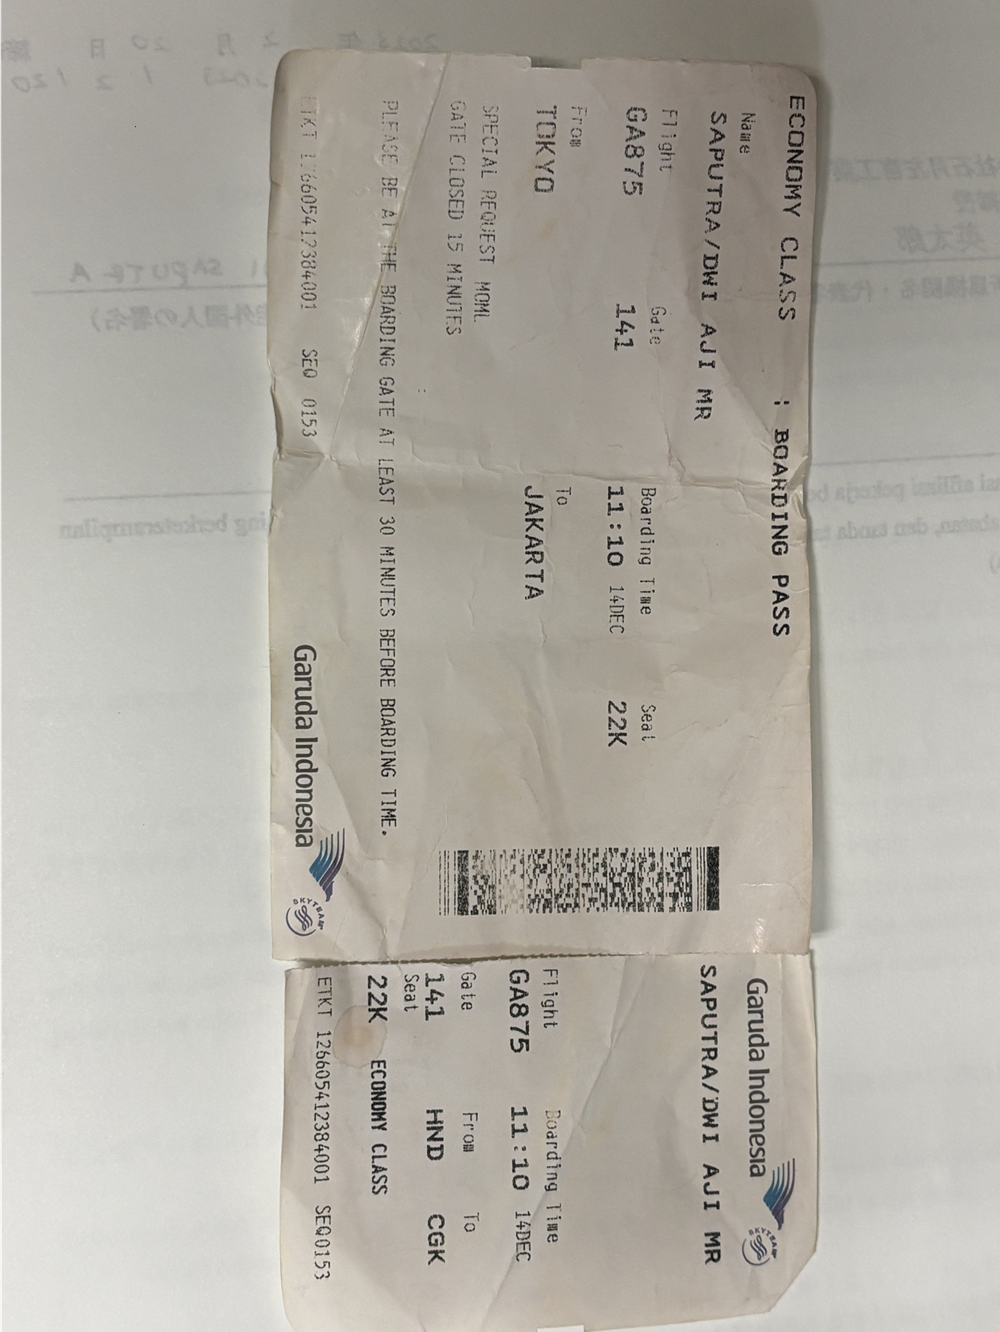 ECONOMY CLASS : BOARDING PASS
Name
SAPUTRA/DWI AJI MR
Flight Gate Boarding Time Seat
GA875 141 11:10 14DEC 22K
From To
TOKYO JAKARTA
SPECIAL REQUEST MOML
GATE CLOSED 15 MINUTES
PLEASE BE AT THE BOARDING GATE AT LEAST 30 MINUTES BEFORE BOARDING TIME.
ETKT 126605412384001 SEQ 0153
Garuda Indonesia
SKYTEAM
Garuda Indonesia
SKYTEAM
SAPUTRA/DWI AJI MR
Flight Boarding Time
GA875 11:10 14DEC
Gate From To
141 HND CGK
Seat
22K ECONOMY CLASS
ETKT 126605412384001 SEQ0153